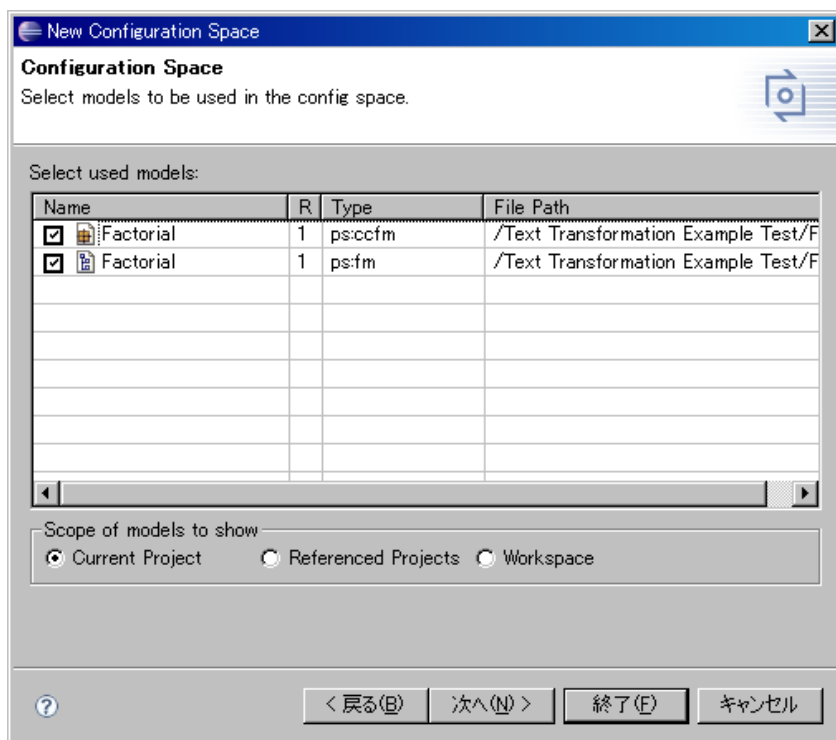 New Configuration Space
Configuration Space
Select models to be used in the config space.
Select used models:
Name R Type File Path
Factorial 1 ps:ccfm /Text Transformation Example Test/F
Factorial 1 ps:fm /Text Transformation Example Test/F
Scope of models to show
Current Project Referenced Projects Workspace
< 戻る(B) 次へ(N) > 終了(F) キャンセル